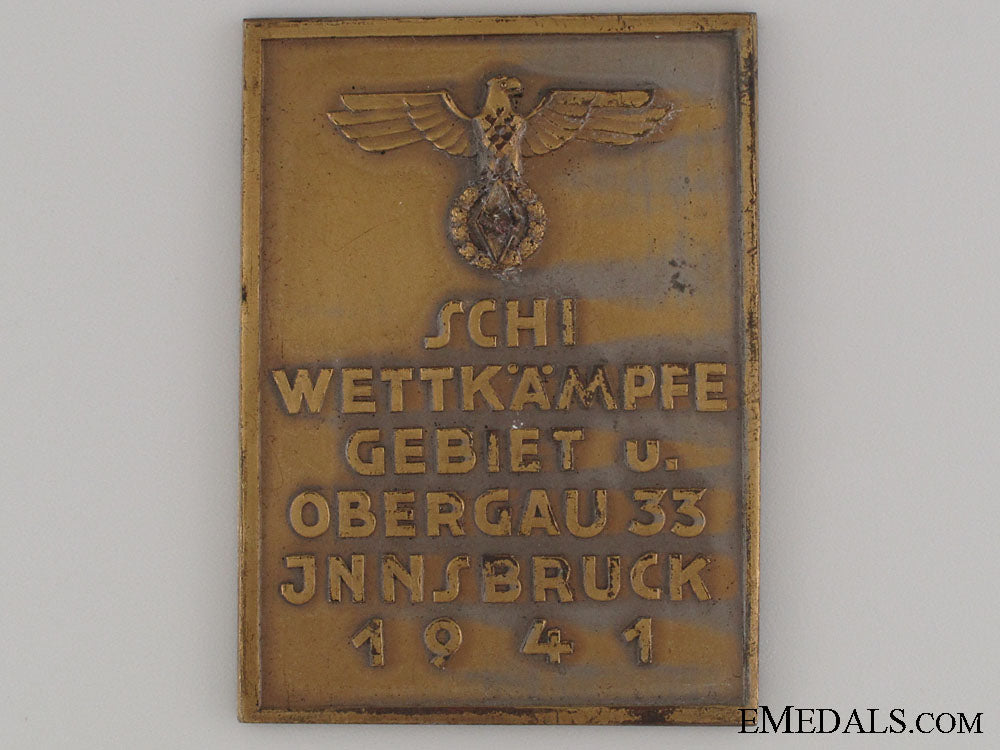 SCHI
WETTKÄMPFE
GEBIET u.
OBERGAU 33
JNNSBRUCK
1941
EMEDALS.COM